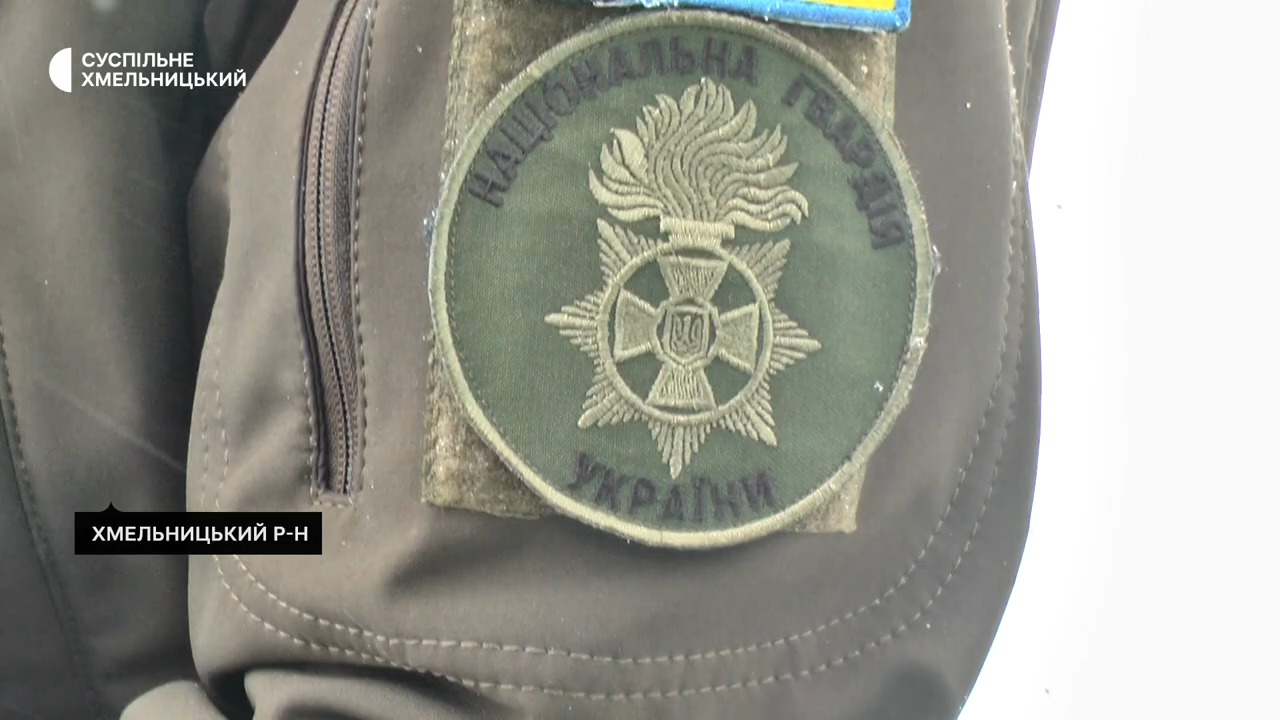 СУСПІЛЬНЕ
ХМЕЛЬНИЦЬКИЙ
НАЦІОНАЛЬНА ГВАРДІЯ
УКРАЇНИ
ХМЕЛЬНИЦЬКИЙ Р-Н